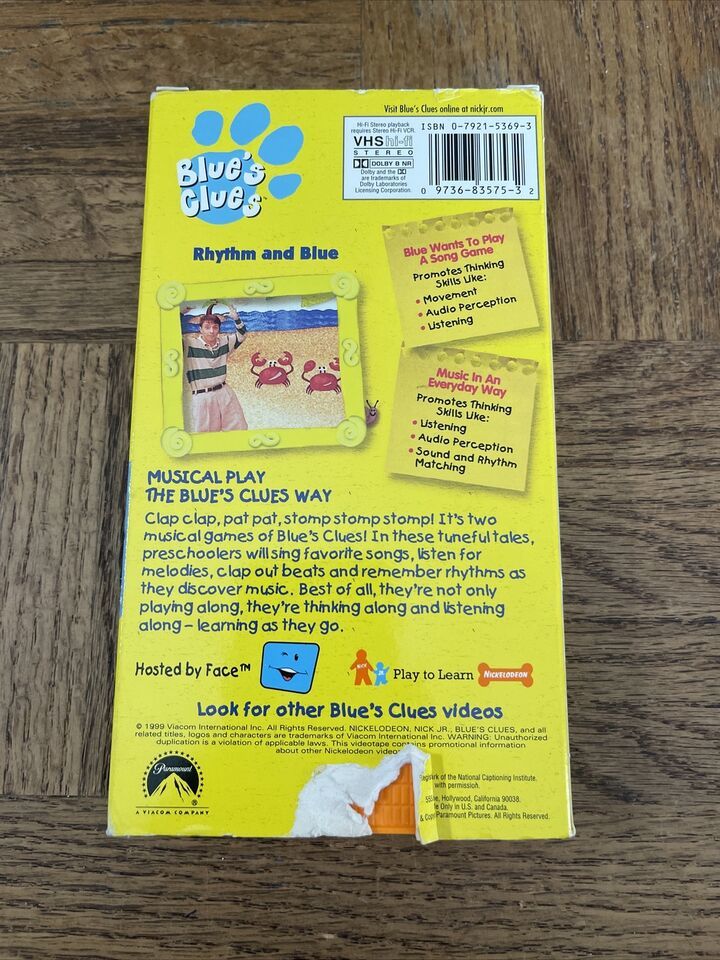 Visit Blue's Clues online at nickjr.com
Hi-Fi Stereo playback
requires Stereo Hi-Fi VCR.
VHS hi-fi
STEREO
DOLBY B NR
Dolby and the
are trademarks of
Dolby Laboratories
Licensing Corporation.
ISBN 0-7921-5369-3
0 9736-83575-3 2
Blue's
Clues™
Rhythm and Blue
Blue Wants To Play
A Song Game
Promotes Thinking
Skills Like:
• Movement
• Audio Perception
• Listening
Music In An
Everyday Way
Promotes Thinking
Skills Like:
• Listening
• Audio Perception
• Sound and Rhythm
Matching
MUSICAL PLAY
THE BLUE'S CLUES WAY
Clap clap, pat pat, stomp stomp stomp! It's two
musical games of Blue's Clues! In these tuneful tales,
preschoolers will sing favorite songs, listen for
melodies, clap out beats and remember rhythms as
they discover music. Best of all, they're not only
playing along, they're thinking along and listening
along – learning as they go.
Hosted by Face™
NICK JR
Play to Learn
NICKELODEON
Look for other Blue's Clues videos
© 1999 Viacom International Inc. All Rights Reserved. NICKELODEON, NICK JR., BLUE'S CLUES, and all
related titles, logos and characters are trademarks of Viacom International Inc. WARNING: Unauthorized
duplication is a violation of applicable laws. This videotape contains promotional information
about other Nickelodeon
of the National Captioning Institute.
with permission.
Hollywood, California 90038.
Only in U.S. and Canada.
Paramount Pictures. All Rights Reserved.
Paramount
®
A VIACOM COMPANY